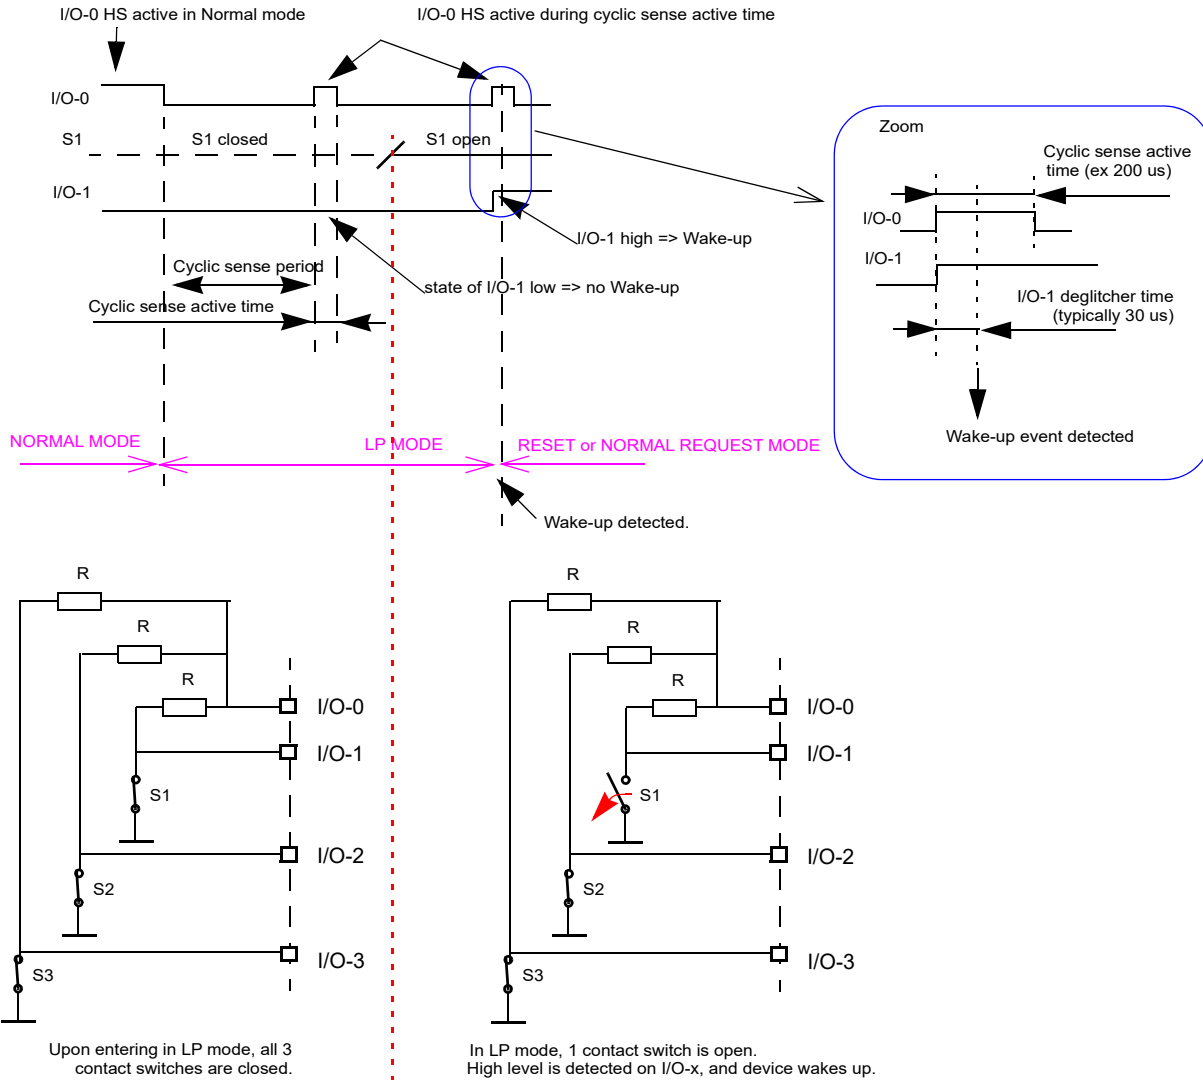 I/O-0 HS active in Normal mode
I/O-0 HS active during cyclic sense active time
I/O-0
S1
S1 closed
S1 open
I/O-1
I/O-1 high => Wake-up
Cyclic sense period
state of I/O-1 low => no Wake-up
Cyclic sense active time
Zoom
Cyclic sense active
time (ex 200 us)
I/O-0
I/O-1
I/O-1 deglitcher time
(typically 30 us)
Wake-up event detected
NORMAL MODE
LP MODE
RESET or NORMAL REQUEST MODE
Wake-up detected.
R
R
R
I/O-0
I/O-1
S1
I/O-2
S2
I/O-3
S3
Upon entering in LP mode, all 3
contact switches are closed.
R
R
R
I/O-0
I/O-1
S1
I/O-2
S2
I/O-3
S3
In LP mode, 1 contact switch is open.
High level is detected on I/O-x, and device wakes up.